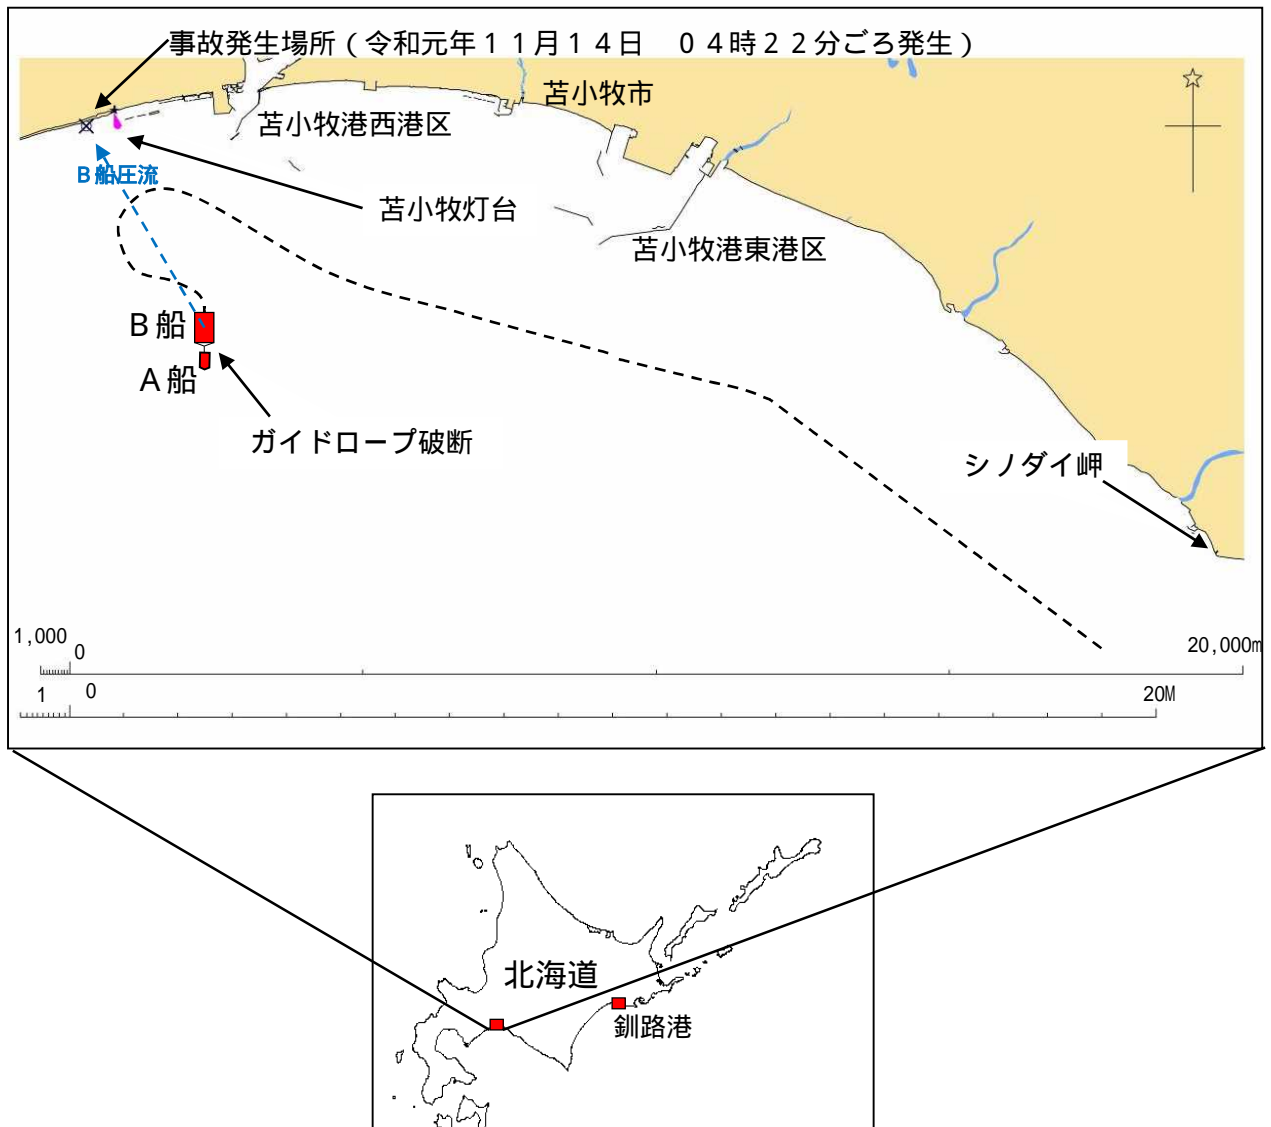 事故発生場所（令和元年１１月１４日　０４時２２分ごろ発生）
苫小牧市
苫小牧港西港区
Ｂ船圧流
苫小牧灯台
苫小牧港東港区
Ｂ船
Ａ船
ガイドロープ破断
シノダイ岬
1,000
0
20,000m
1
0
20M
北海道
釧路港